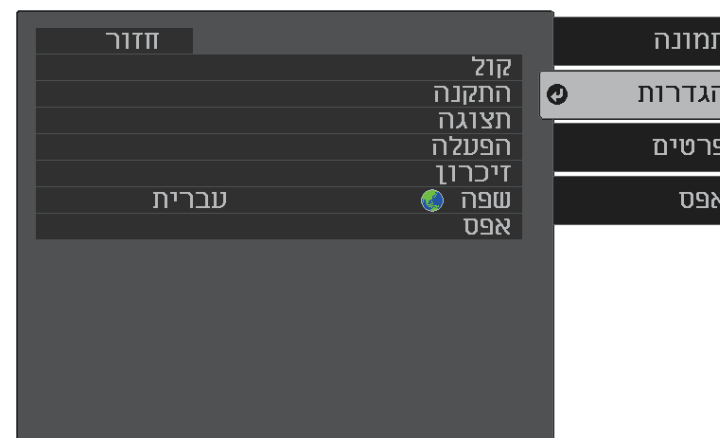 תמונה
הגדרות
פרטים
אפס
חזור
קול
התקנה
תצוגה
הפעלה
זיכרון
שפה עברית
אפס